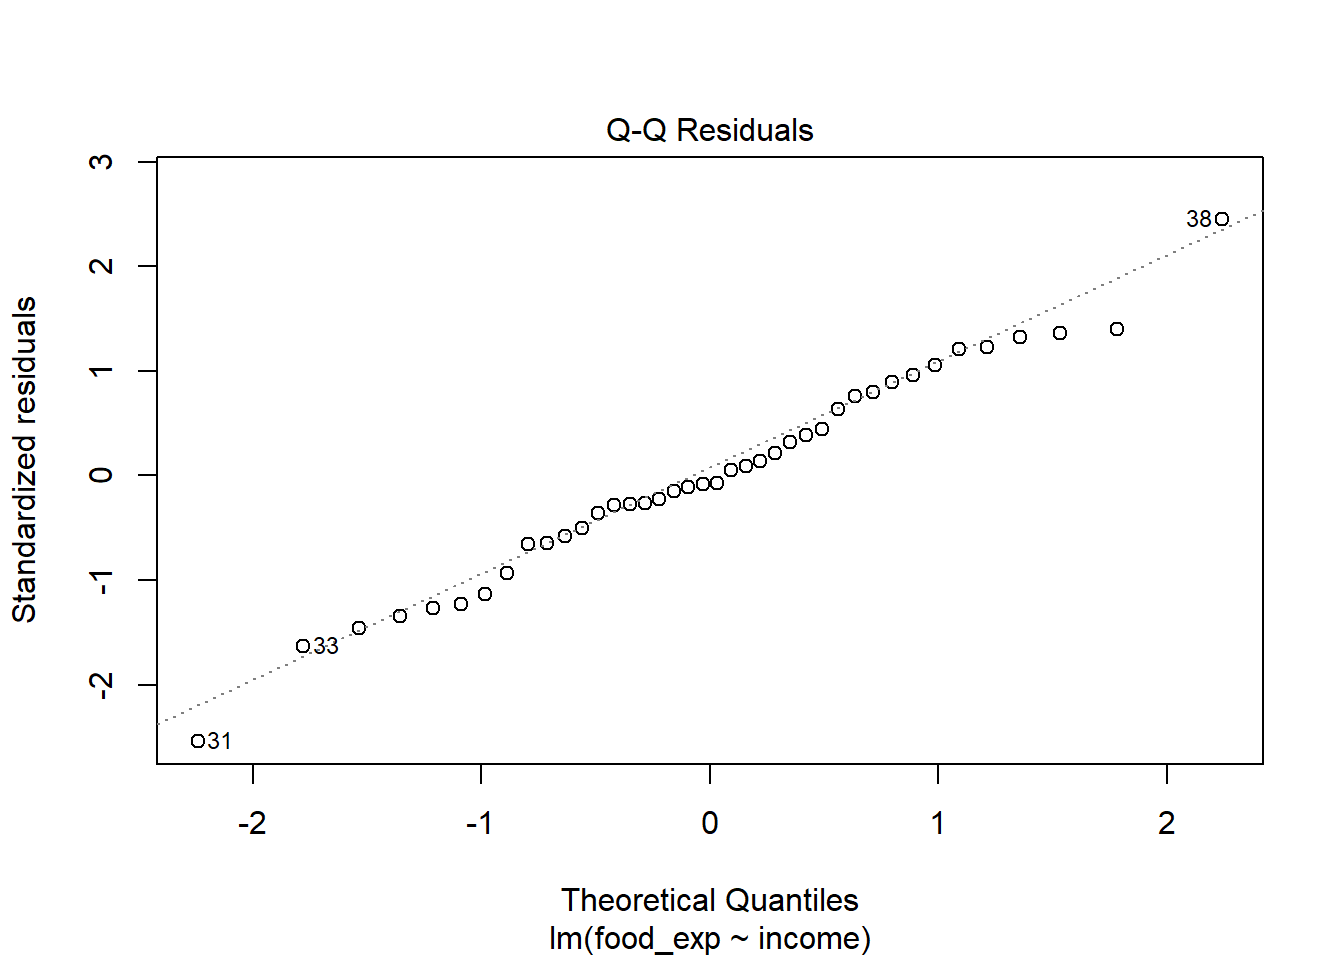 Q-Q Residuals
Standardized residuals
3
2
1
0
-1
-2
38
33
31
-2 -1 0 1 2
Theoretical Quantiles
lm(food_exp ~ income)